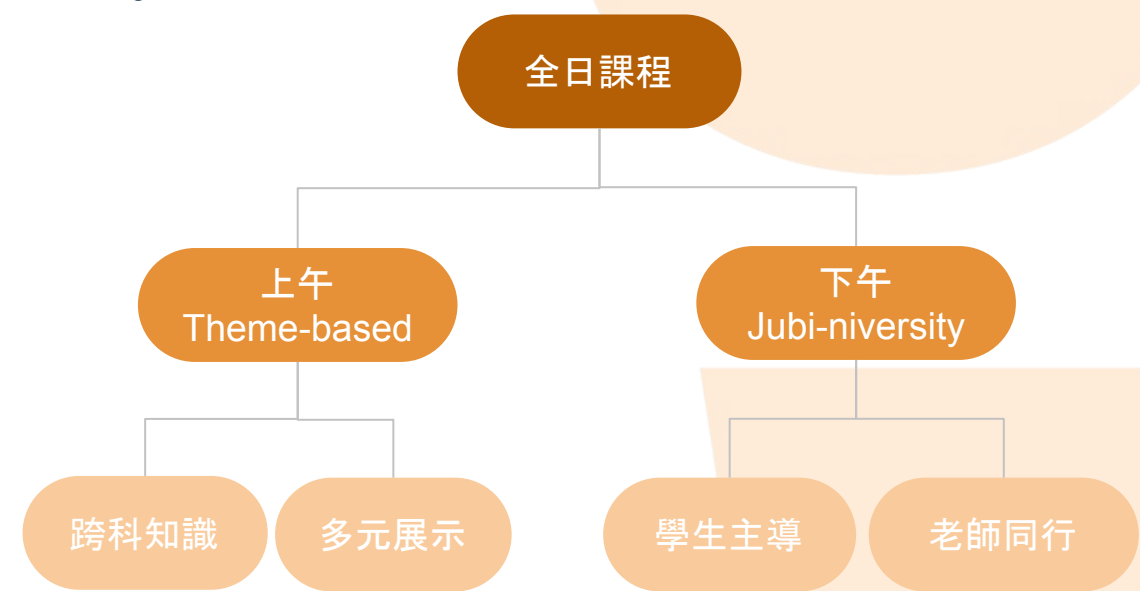 全日課程
上午
Theme-based
下午
Jubi-niversity
跨科知識
多元展示
學生主導
老師同行